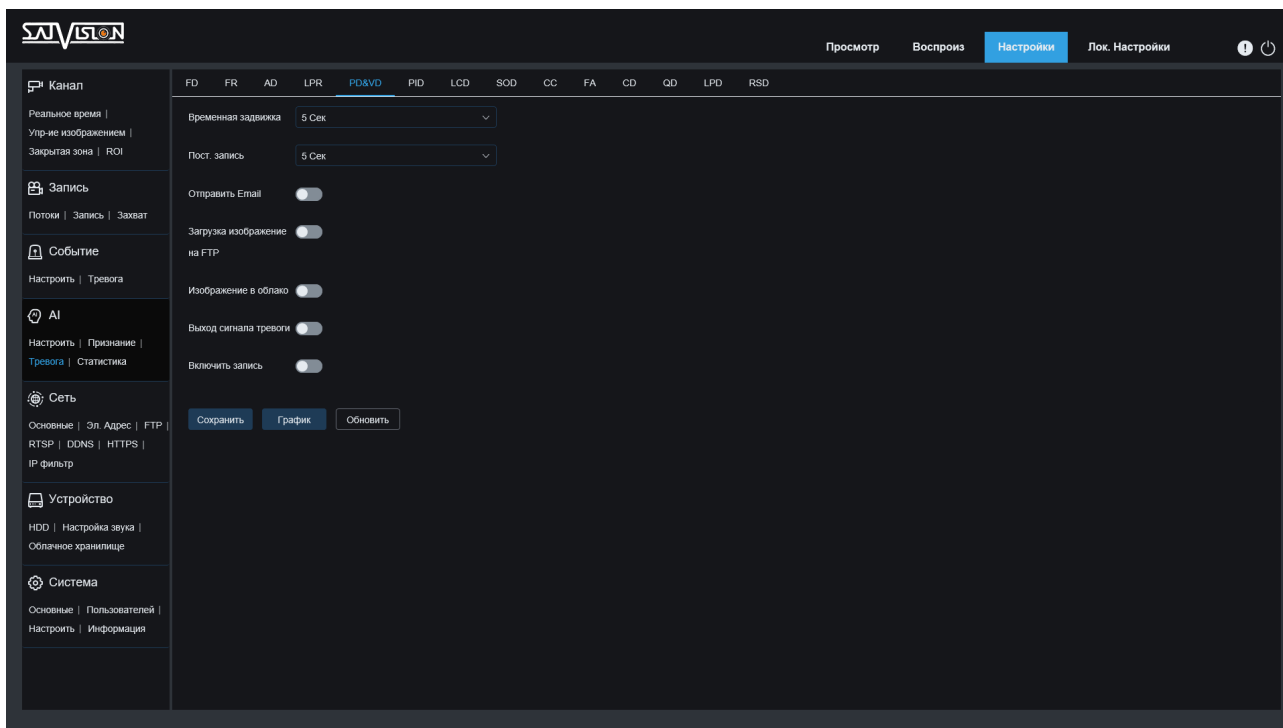 SATVISION
Просмотр Воспроиз Настройки Лок. Настройки
Канал
Реальное время |
Упр-ие изображением |
Закрытая зона | ROI
Запись
Потоки | Запись | Захват
Событие
Настроить | Тревога
AI
Настроить | Признание |
Тревога | Статистика
Сеть
Основные | Эл. Адрес | FTP |
RTSP | DDNS | HTTPS |
IP фильтр
Устройство
HDD | Настройка звука |
Облачное хранилище
Система
Основные | Пользователей |
Настроить | Информация
FD FR AD LPR PD&VD PID LCD SOD CC FA CD QD LPD RSD
Временная задвижка 5 Сек
Пост. запись 5 Сек
Отправить Email
Загрузка изображение
на FTP
Изображение в облако
Выход сигнала тревоги
Включить запись
Сохранить График Обновить